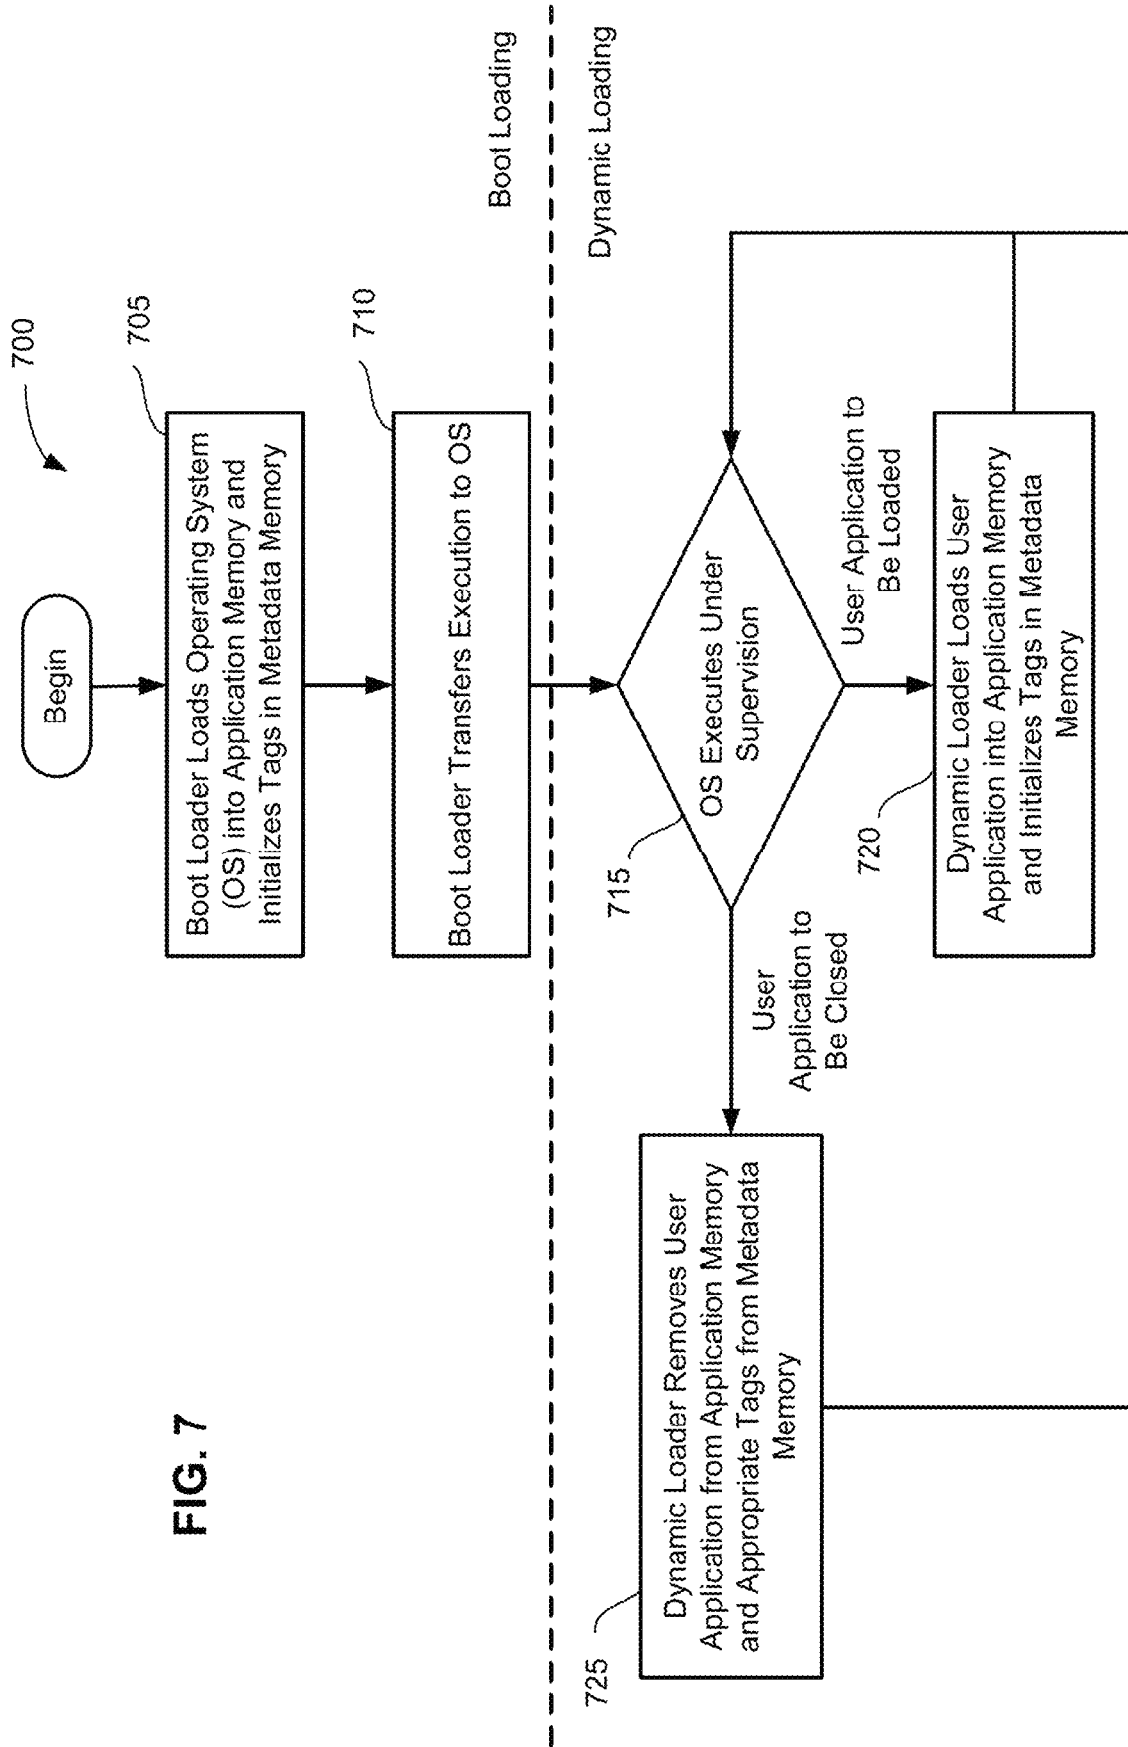 FIG. 7
700
Begin
705
Boot Loader Loads Operating System
(OS) into Application Memory and
Initializes Tags in Metadata Memory
710
Boot Loader Transfers Execution to OS
Boot Loading
Dynamic Loading
715
OS Executes Under
Supervision
User
Application to
Be Closed
User Application to
Be Loaded
725
Dynamic Loader Removes User
Application from Application Memory
and Appropriate Tags from Metadata
Memory
720
Dynamic Loader Loads User
Application into Application Memory
and Initializes Tags in Metadata
Memory